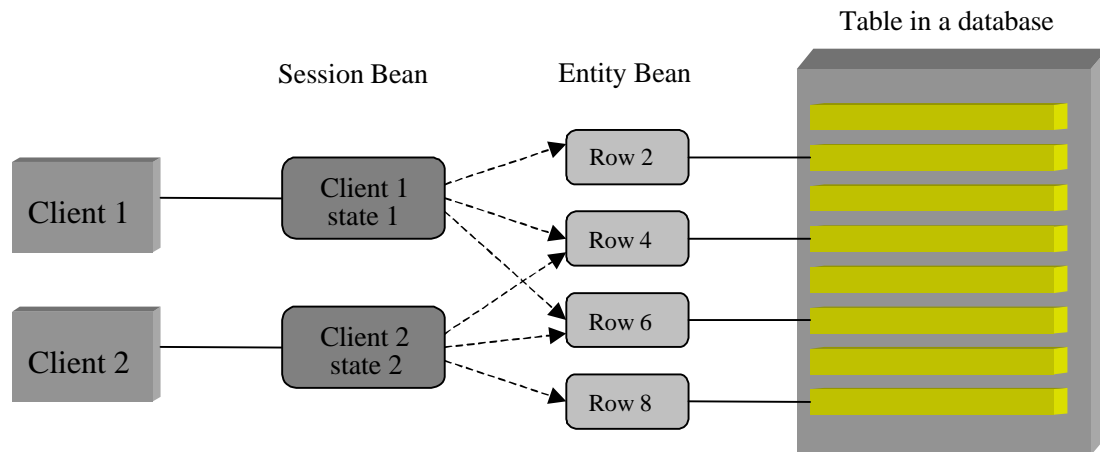 Table in a database
Session Bean
Entity Bean
Client 1
Client 1
state 1
Row 2
Row 4
Client 2
Client 2
state 2
Row 6
Row 8